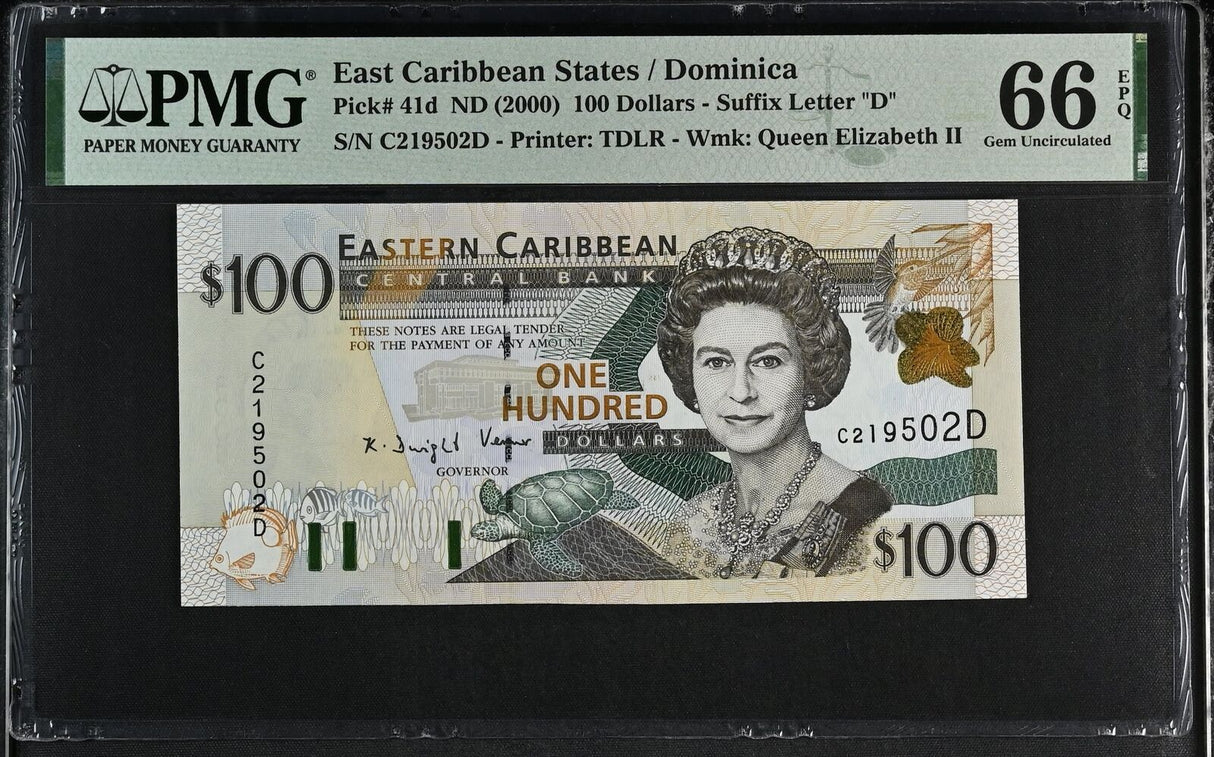 PMG®
PAPER MONEY GUARANTY
East Caribbean States / Dominica
Pick# 41d ND (2000) 100 Dollars - Suffix Letter "D"
S/N C219502D - Printer: TDLR - Wmk: Queen Elizabeth II
66
EPQ
Gem Uncirculated
EASTERN CARIBBEAN
CENTRAL BANK
$100
THESE NOTES ARE LEGAL TENDER
FOR THE PAYMENT OF ANY AMOUNT
ONE
HUNDRED
DOLLARS
C219502D
C219502D
K. Dwight Venner
GOVERNOR
$100